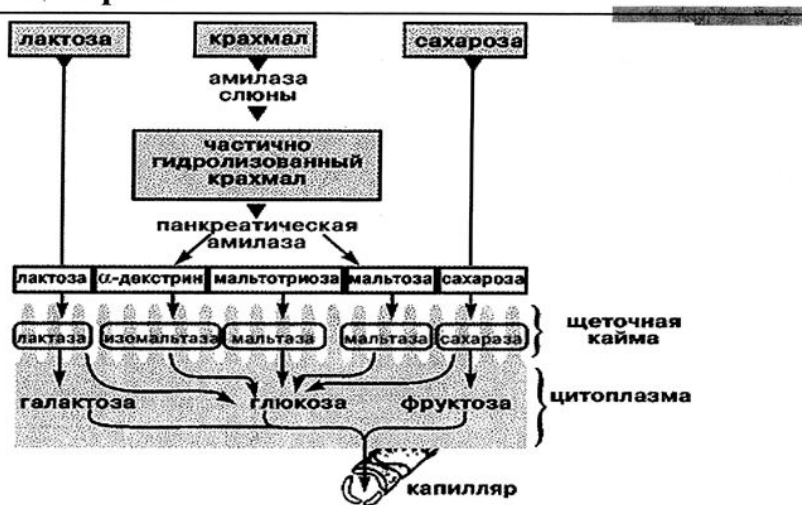 лактоза крахмал сахароза
амилаза
слюны
частично
гидролизованный
крахмал
панкреатическая
амилаза
лактоза α-декстрин мальтотриоза мальтоза сахароза
лактаза изомальтаза мальтаза мальтаза сахараза
щеточная
кайма
галактоза глюкоза фруктоза
цитоплазма
капилляр